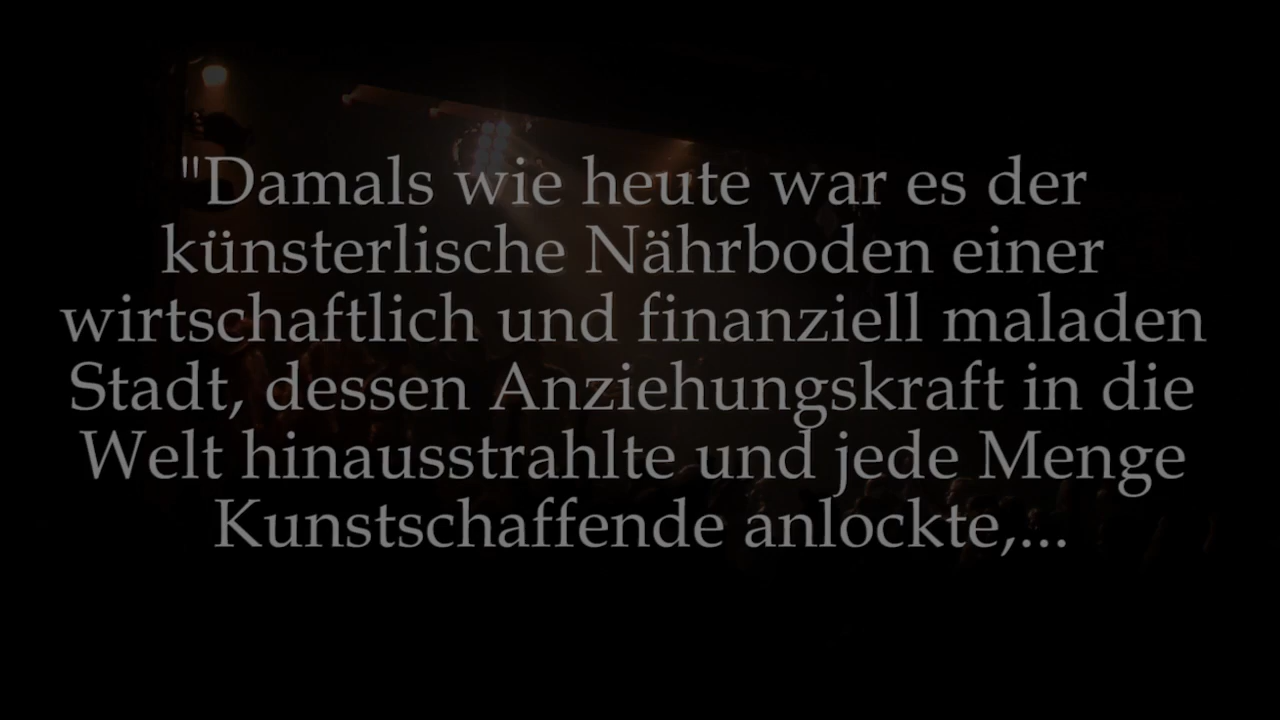 "Damals wie heute war es der
künsterlische Nährboden einer
wirtschaftlich und finanziell maladen
Stadt, dessen Anziehungskraft in die
Welt hinausstrahlte und jede Menge
Kunstschaffende anlockte,...